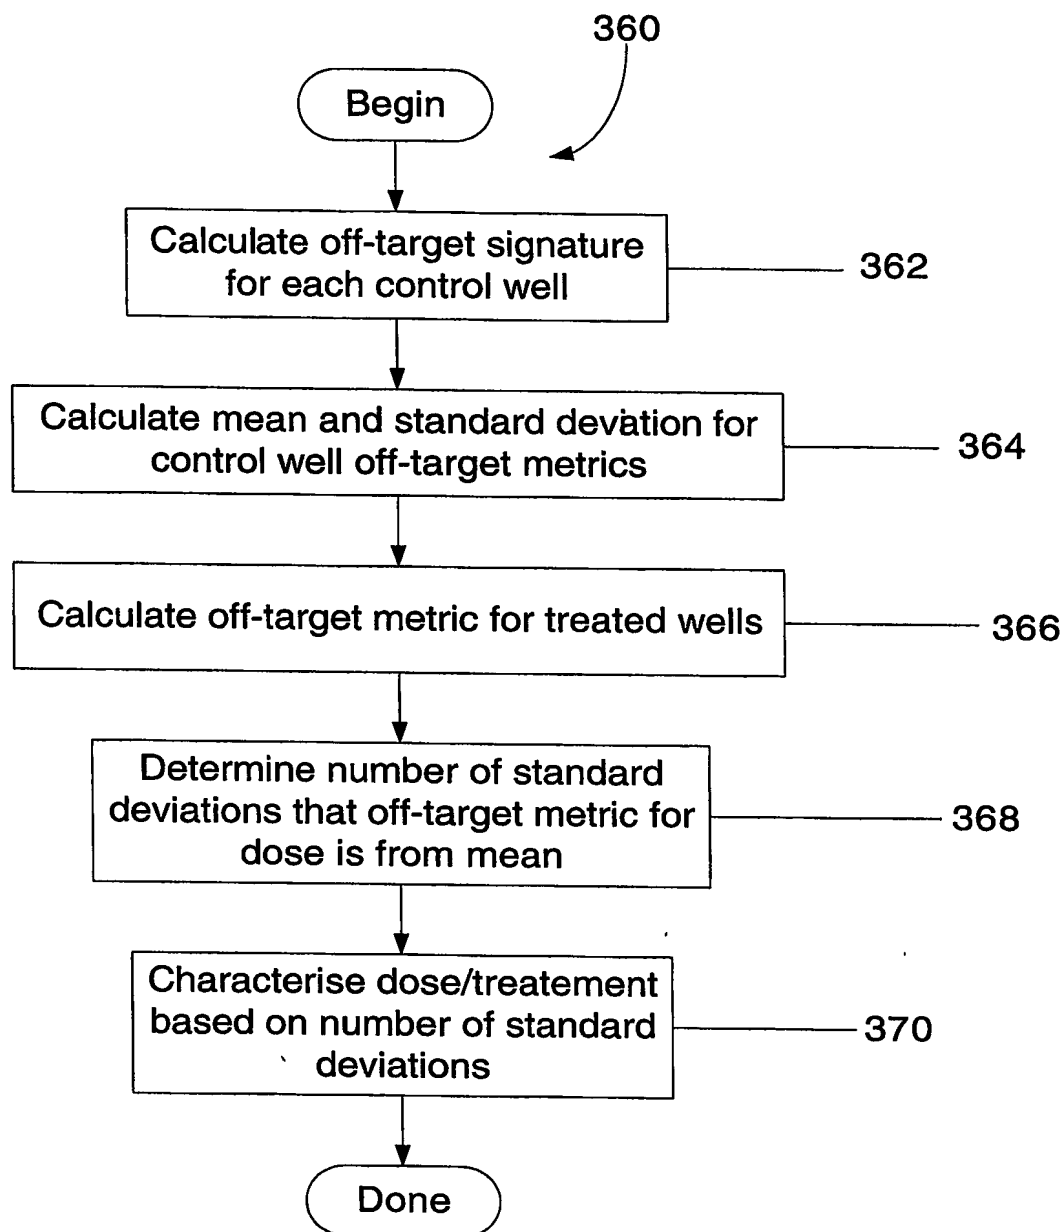 360
Begin
Calculate off-target signature
for each control well
362
Calculate mean and standard deviation for
control well off-target metrics
364
Calculate off-target metric for treated wells
366
Determine number of standard
deviations that off-target metric for
dose is from mean
368
Characterise dose/treatement
based on number of standard
deviations
370
Done